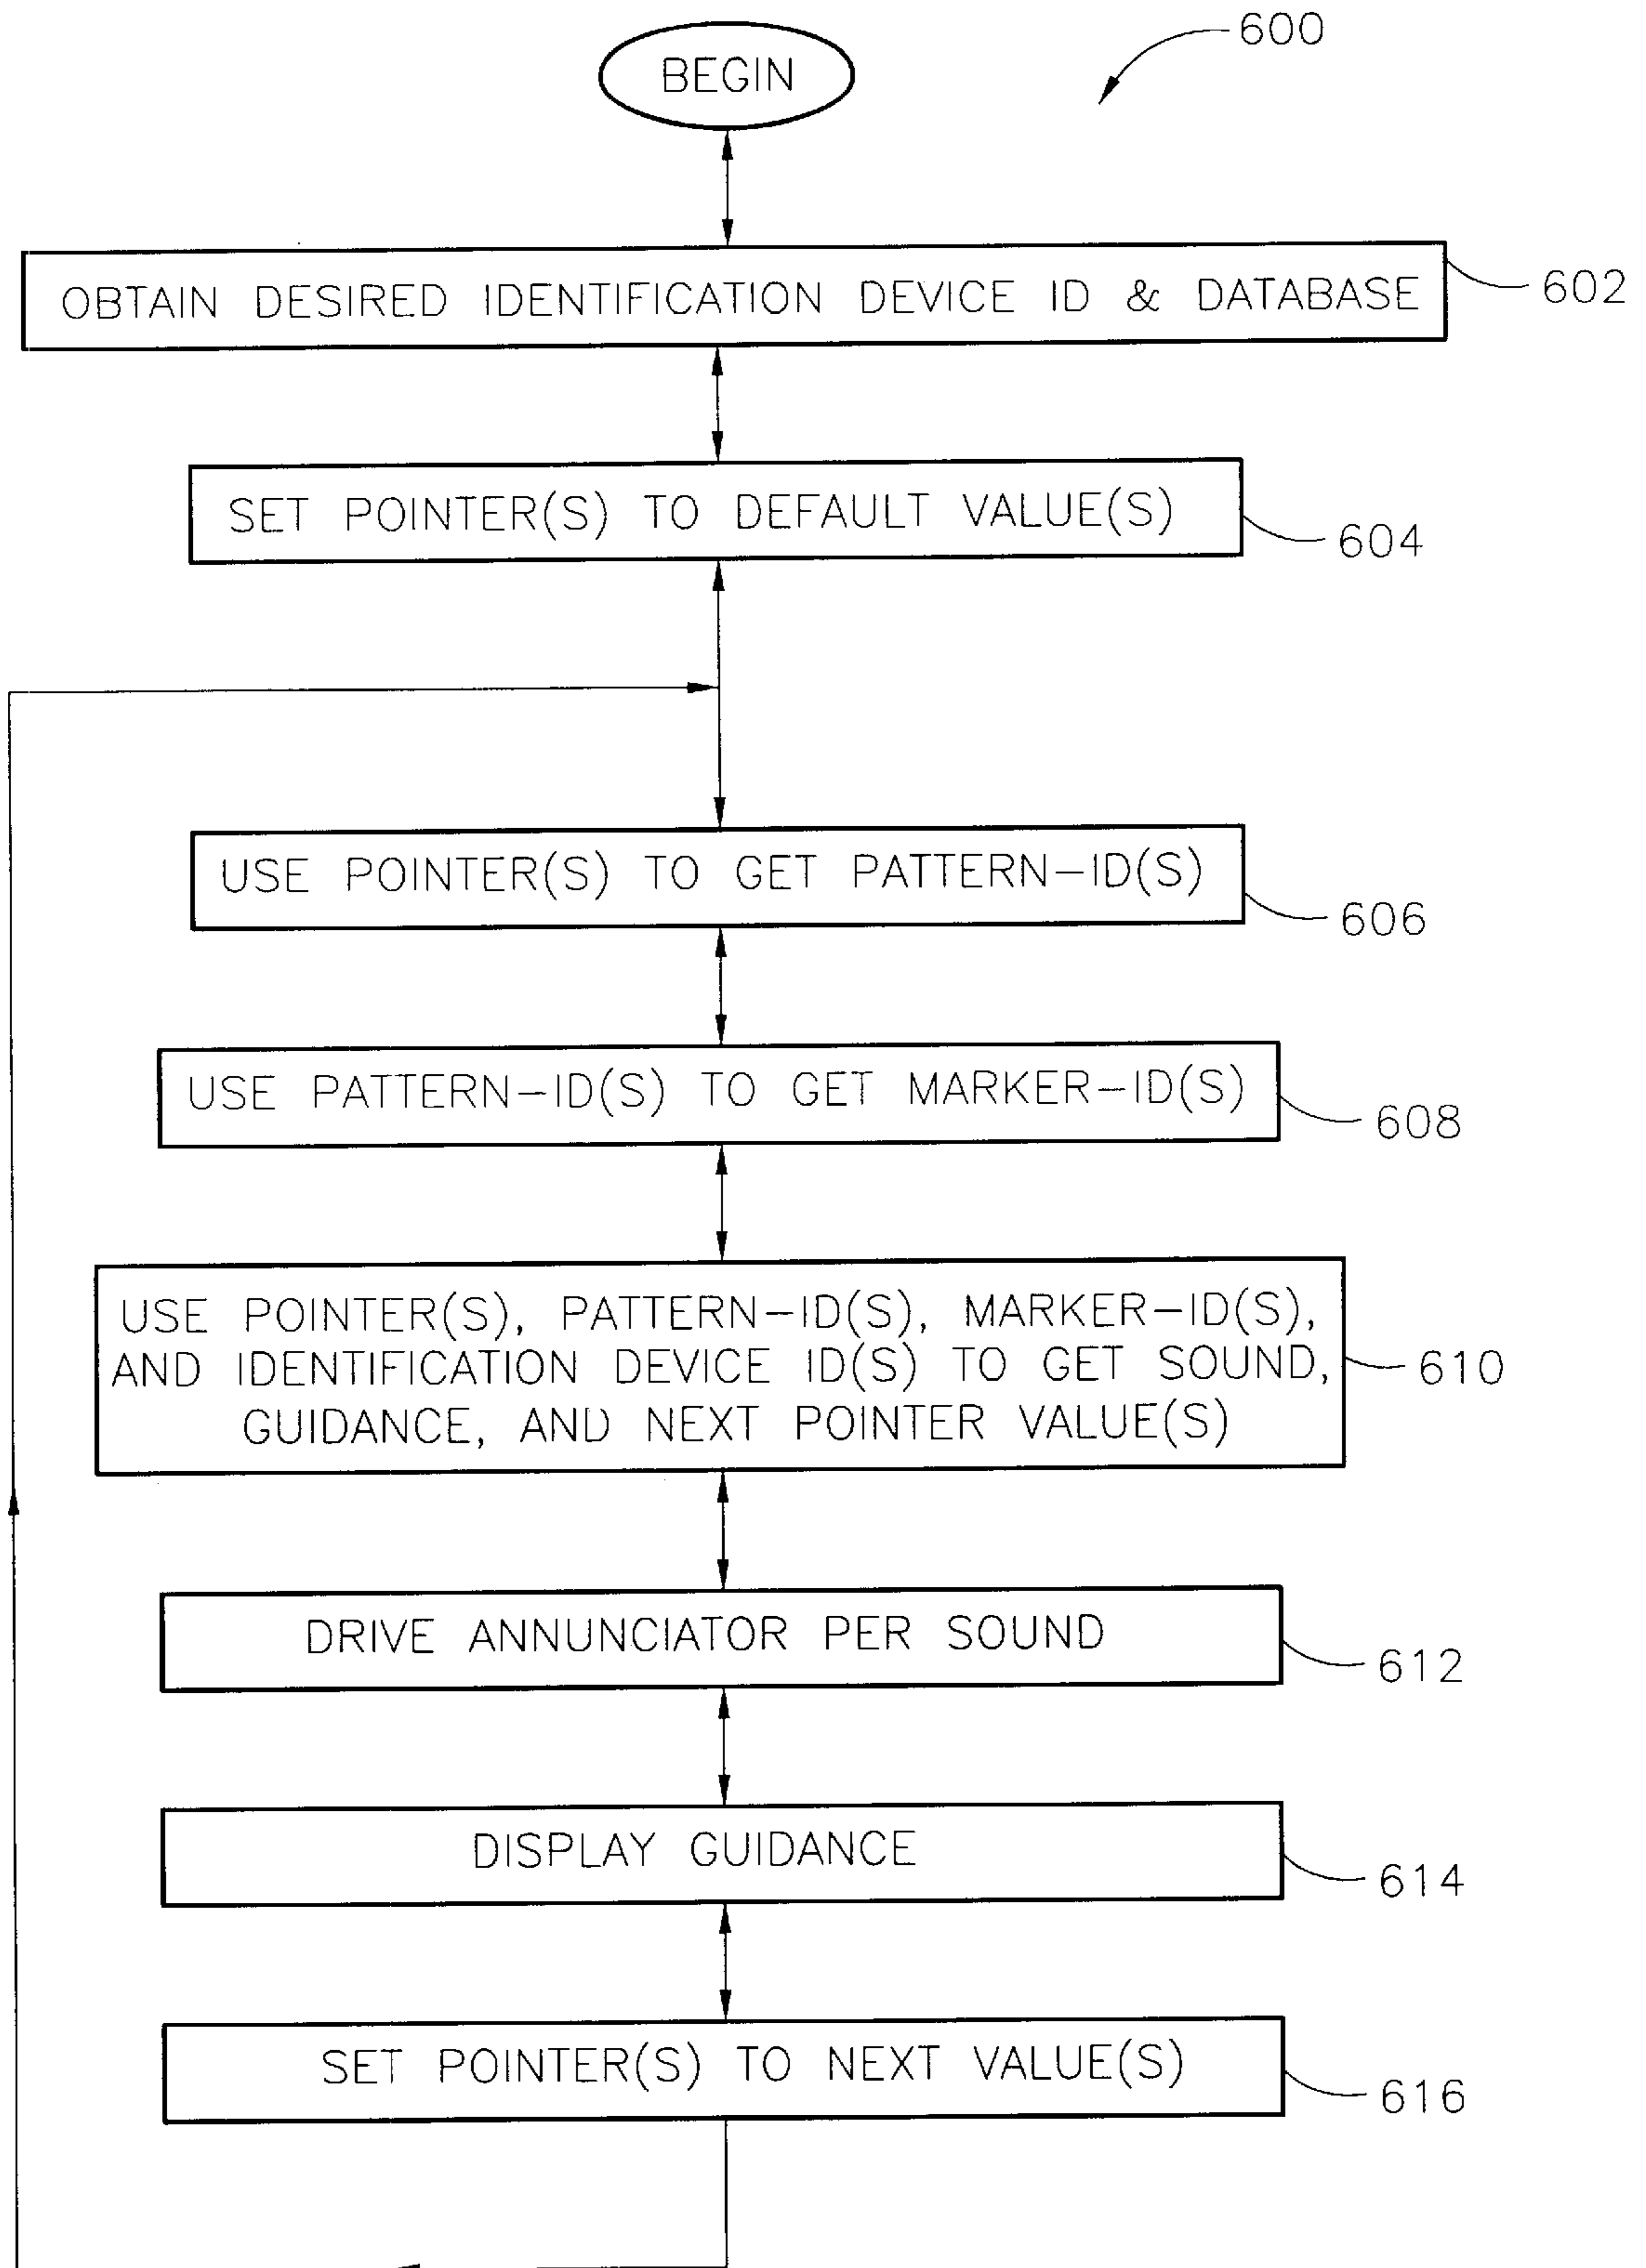 600
BEGIN
OBTAIN DESIRED IDENTIFICATION DEVICE ID & DATABASE
602
SET POINTER(S) TO DEFAULT VALUE(S)
604
USE POINTER(S) TO GET PATTERN-ID(S)
606
USE PATTERN-ID(S) TO GET MARKER-ID(S)
608
USE POINTER(S), PATTERN-ID(S), MARKER-ID(S),
AND IDENTIFICATION DEVICE ID(S) TO GET SOUND,
GUIDANCE, AND NEXT POINTER VALUE(S)
610
DRIVE ANNUNCIATOR PER SOUND
612
DISPLAY GUIDANCE
614
SET POINTER(S) TO NEXT VALUE(S)
616